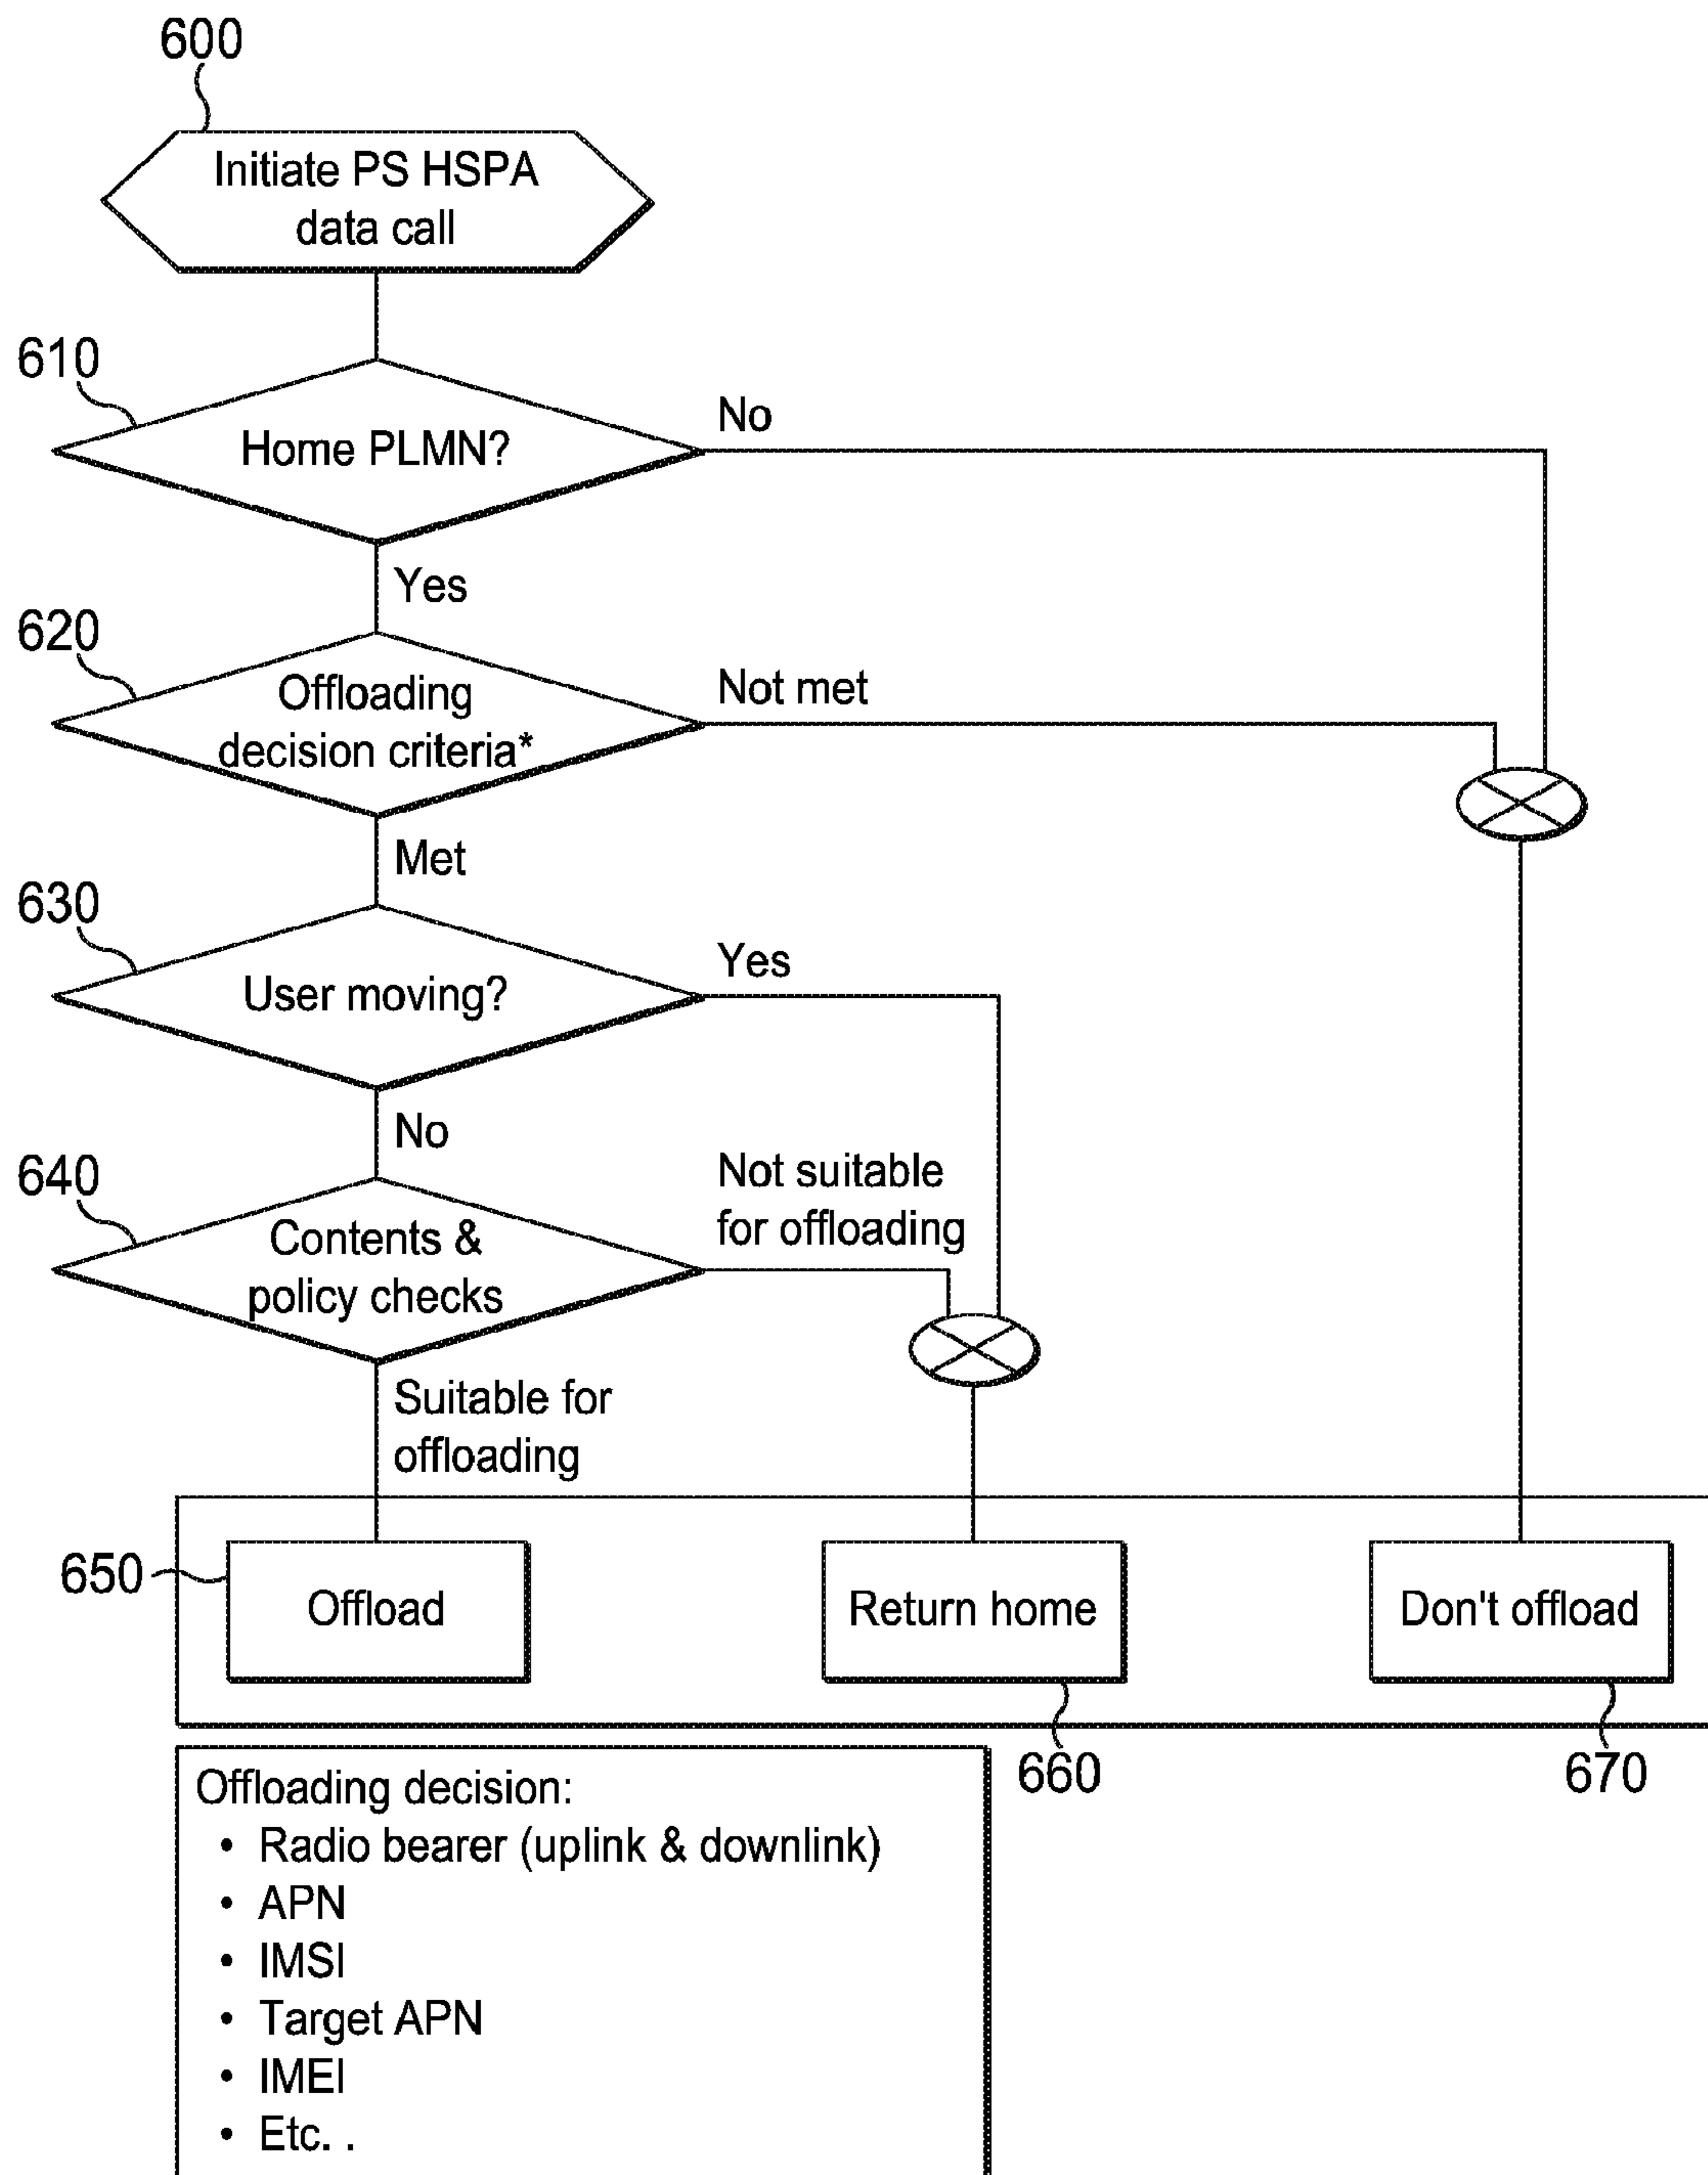 600
Initiate PS HSPA
data call
610
Home PLMN?
No
Yes
620
Offloading
decision criteria*
Not met
Met
630
User moving?
Yes
No
640
Contents &
policy checks
Not suitable
for offloading
Suitable for
offloading
650
Offload
Return home
Don't offload
660
670
Offloading decision:
• Radio bearer (uplink & downlink)
• APN
• IMSI
• Target APN
• IMEI
• Etc. .